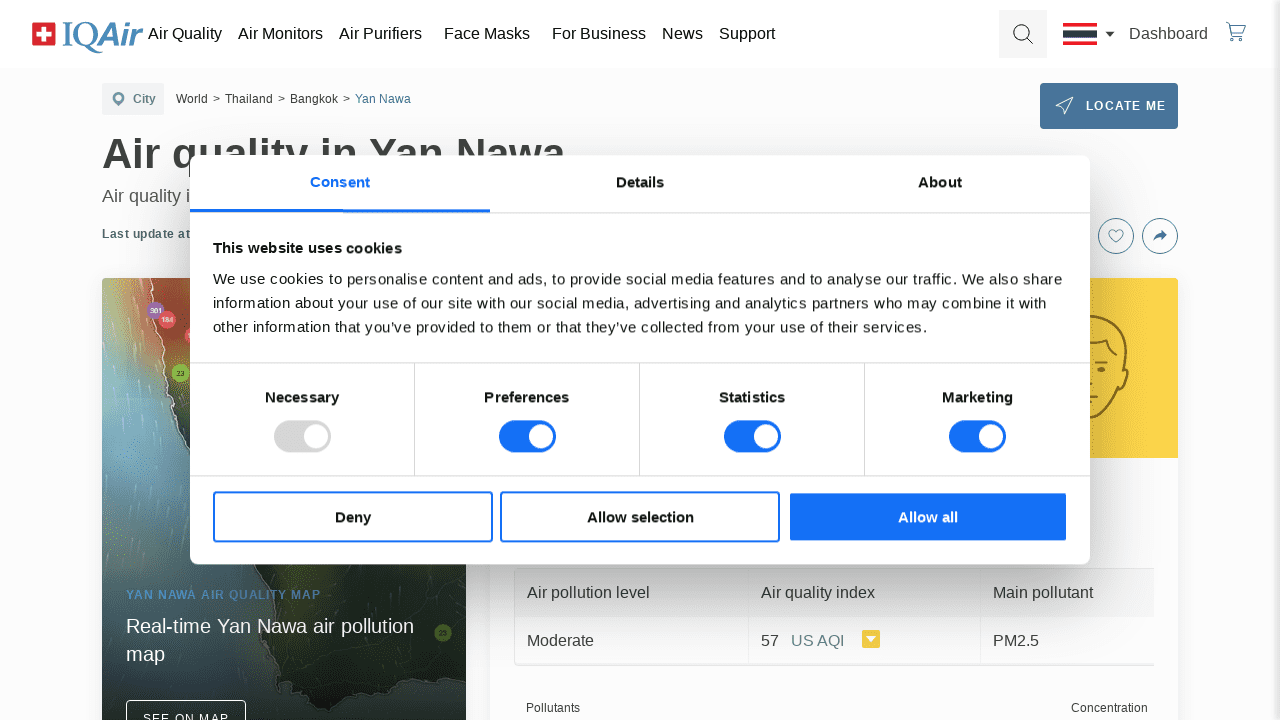 IQAir Air Quality Air Monitors Air Purifiers Face Masks For Business News Support Dashboard
City World > Thailand > Bangkok > Yan Nawa
LOCATE ME
Air quality in Yan Nawa
Air quality i
Last update at
Consent Details About
This website uses cookies
We use cookies to personalise content and ads, to provide social media features and to analyse our traffic. We also share
information about your use of our site with our social media, advertising and analytics partners who may combine it with
other information that you've provided to them or that they've collected from your use of their services.
Necessary Preferences Statistics Marketing
Deny Allow selection Allow all
301
184
23
YAN NAWA AIR QUALITY MAP
Real-time Yan Nawa air pollution
map
25
SEE ON MAP
Air pollution level Air quality index Main pollutant
Moderate 57 US AQI PM2.5
Pollutants Concentration